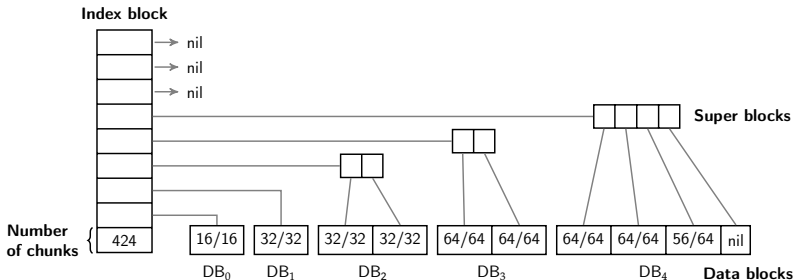 Index block
nil
nil
nil
Super blocks
Number
of chunks
424
16/16
32/32
32/32
32/32
64/64
64/64
64/64
64/64
56/64
nil
DB0
DB1
DB2
DB3
DB4
Data blocks